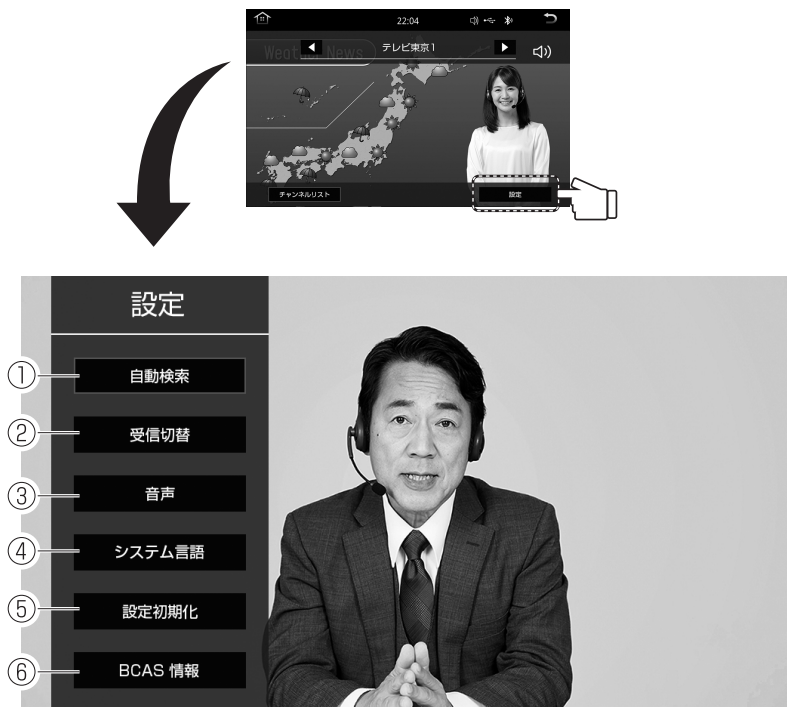 22:04
Weather News
テレビ東京1
チャンネルリスト
設定
設定
① 自動検索
② 受信切替
③ 音声
④ システム言語
⑤ 設定初期化
⑥ BCAS 情報